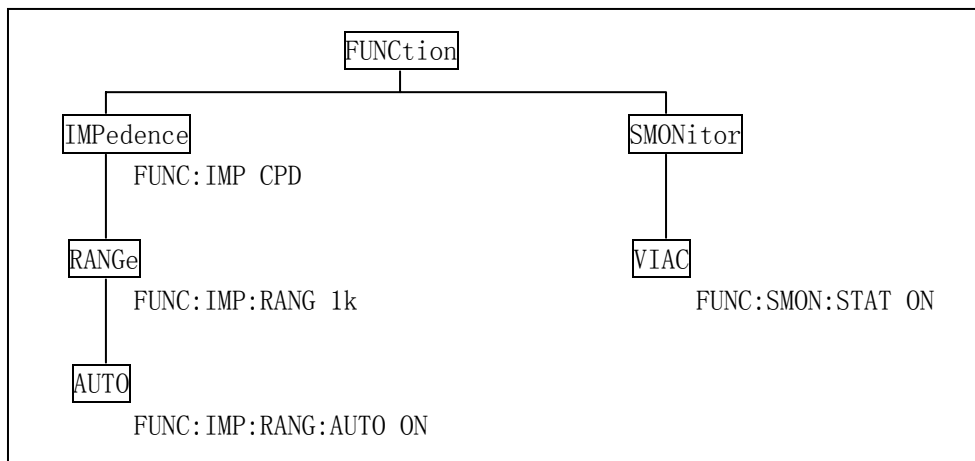 FUNCtion
IMPedence
SMONitor
FUNC:IMP CPD
RANGe
VIAC
FUNC:IMP:RANG 1k
FUNC:SMON:STAT ON
AUTO
FUNC:IMP:RANG:AUTO ON